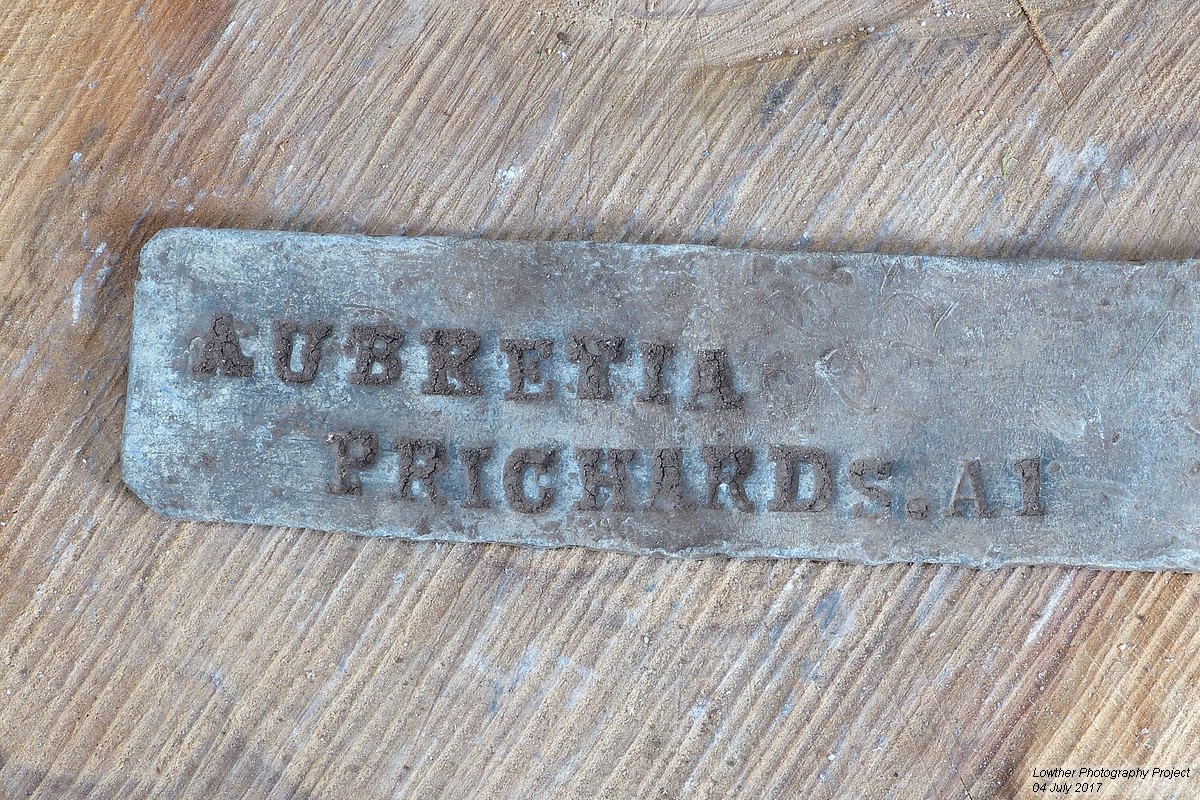 AUBRETIA
PRICHARDS.A1
Lowther Photography Project
04 July 2017